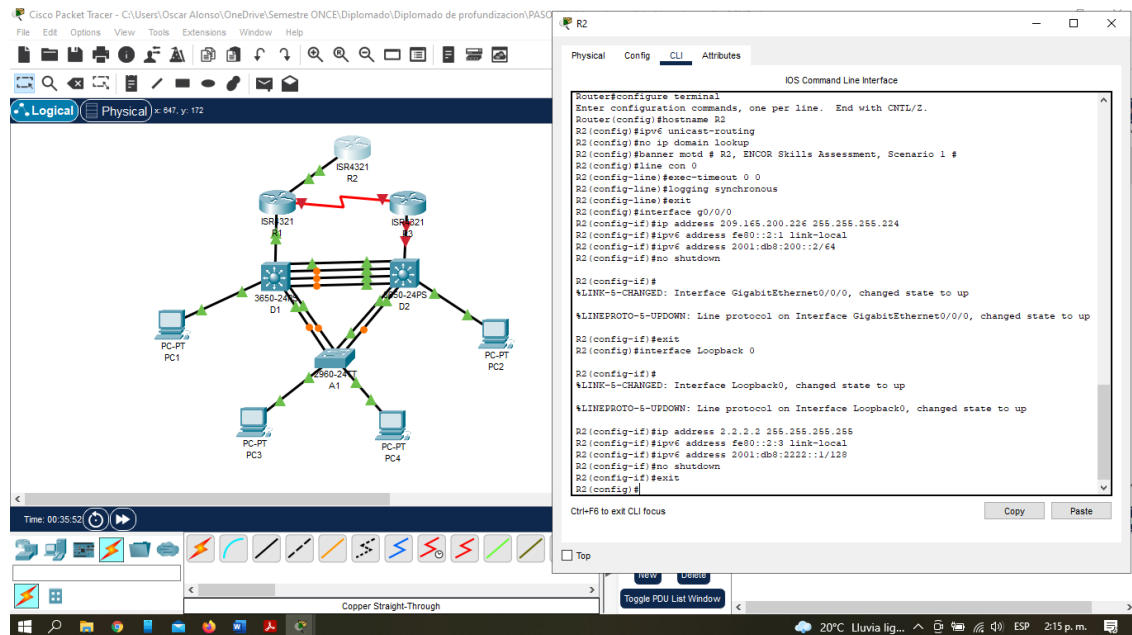 Cisco Packet Tracer - C:\Users\Oscar Alonso\OneDrive\Semestre ONCE\Diplomado\Diplomado de profundizacion\PASO
File Edit Options View Tools Extensions Window Help
Logical Physical x: 647, y: 172
ISR4321
R2
ISR4321
R1
ISR4321
R3
3650-24PS
D1
3650-24PS
D2
PC-PT
PC1
PC-PT
PC2
2960-24TT
A1
PC-PT
PC3
PC-PT
PC4
Time: 00:35:52
Copper Straight-Through
R2
Physical Config CLI Attributes
IOS Command Line Interface
Router#configure terminal
Enter configuration commands, one per line. End with CNTL/Z.
Router(config)#hostname R2
R2(config)#ipv6 unicast-routing
R2(config)#no ip domain lookup
R2(config)#banner motd # R2, ENCOR Skills Assessment, Scenario 1 #
R2(config)#line con 0
R2(config-line)#exec-timeout 0 0
R2(config-line)#logging synchronous
R2(config-line)#exit
R2(config)#interface g0/0/0
R2(config-if)#ip address 209.165.200.226 255.255.255.224
R2(config-if)#ipv6 address fe80::2:1 link-local
R2(config-if)#ipv6 address 2001:db8:200::2/64
R2(config-if)#no shutdown
R2(config-if)#
%LINK-5-CHANGED: Interface GigabitEthernet0/0/0, changed state to up
%LINEPROTO-5-UPDOWN: Line protocol on Interface GigabitEthernet0/0/0, changed state to up
R2(config-if)#exit
R2(config)#interface Loopback 0
R2(config-if)#
%LINK-5-CHANGED: Interface Loopback0, changed state to up
%LINEPROTO-5-UPDOWN: Line protocol on Interface Loopback0, changed state to up
R2(config-if)#ip address 2.2.2.2 255.255.255.255
R2(config-if)#ipv6 address fe80::2:3 link-local
R2(config-if)#ipv6 address 2001:db8:2222::1/128
R2(config-if)#no shutdown
R2(config-if)#exit
R2(config)#
Ctrl+F6 to exit CLI focus
Copy Paste
Top
New Delete
Toggle PDU List Window
20°C Lluvia lig... ESP 2:15 p. m.